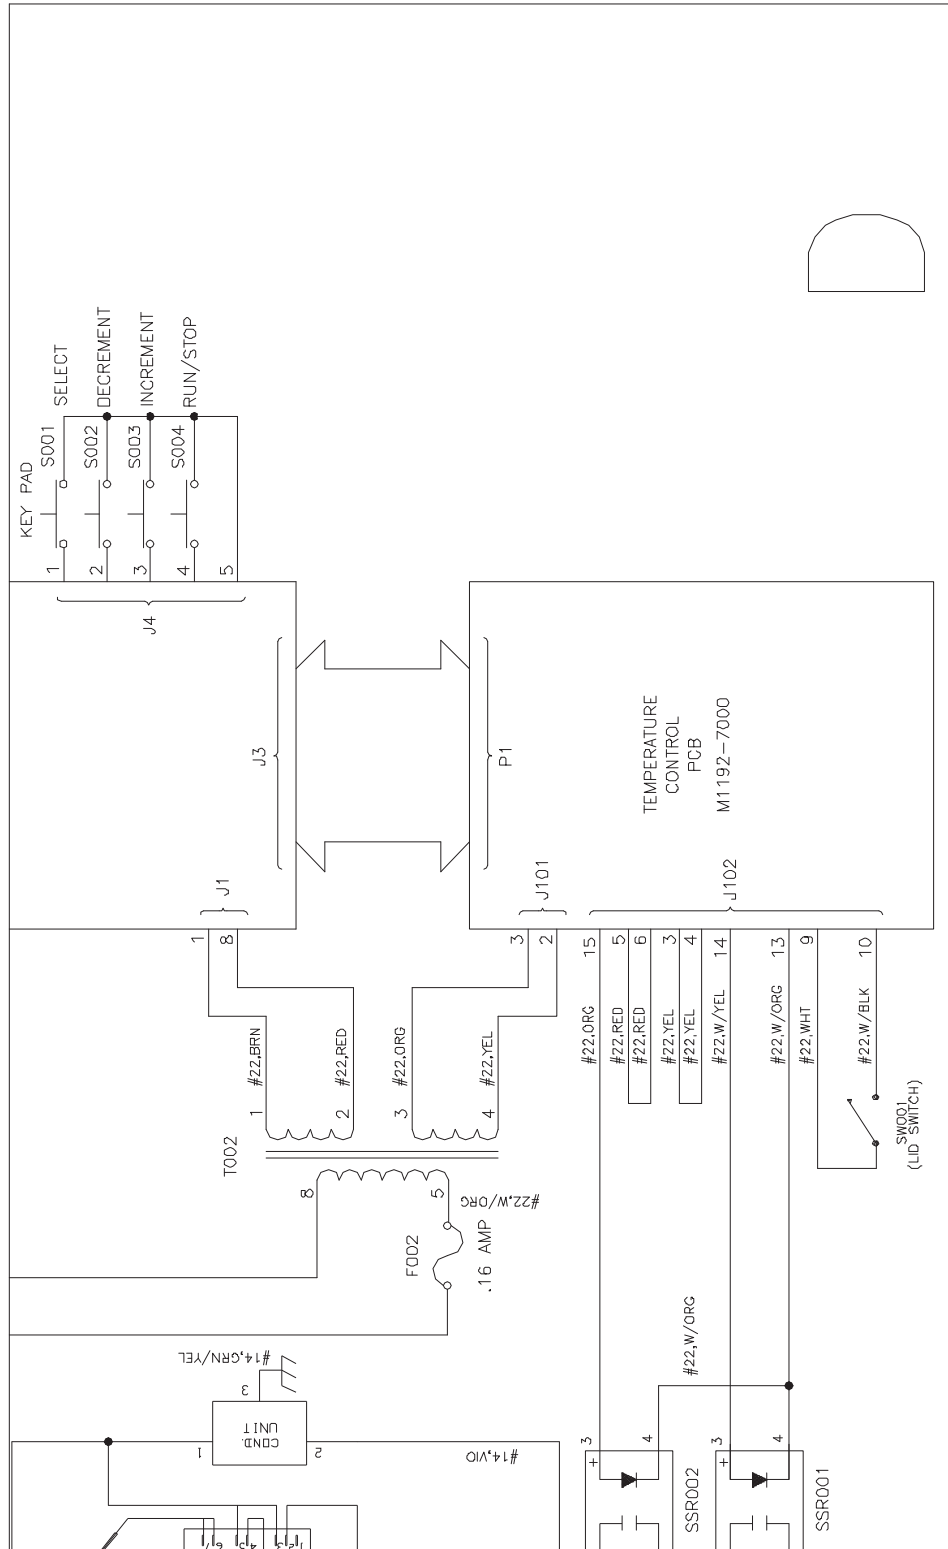 KEY PAD
S001
SELECT
S002
DECREMENT
S003
INCREMENT
S004
RUN/STOP
1
2
3
4
5
J4
J3
P1
TEMPERATURE
CONTROL
PCB
M1192-7000
J1
1
8
J101
3
2
J102
15
5
6
3
4
14
13
9
10
#22,BRN
#22,RED
#22,ORG
#22,YEL
#22,ORG
#22,RED
#22,RED
#22,YEL
#22,YEL
#22,W/YEL
#22,W/ORG
#22,WHT
#22,W/BLK
1
2
3
4
T002
8
5
#22,W/ORG
F002
.16 AMP
SW001
(LID SWITCH)
#22,W/ORG
#14,GRN/YEL
3
COND.
UNIT
1
2
#14,VIO
3
4
+
SSR002
3
4
+
SSR001